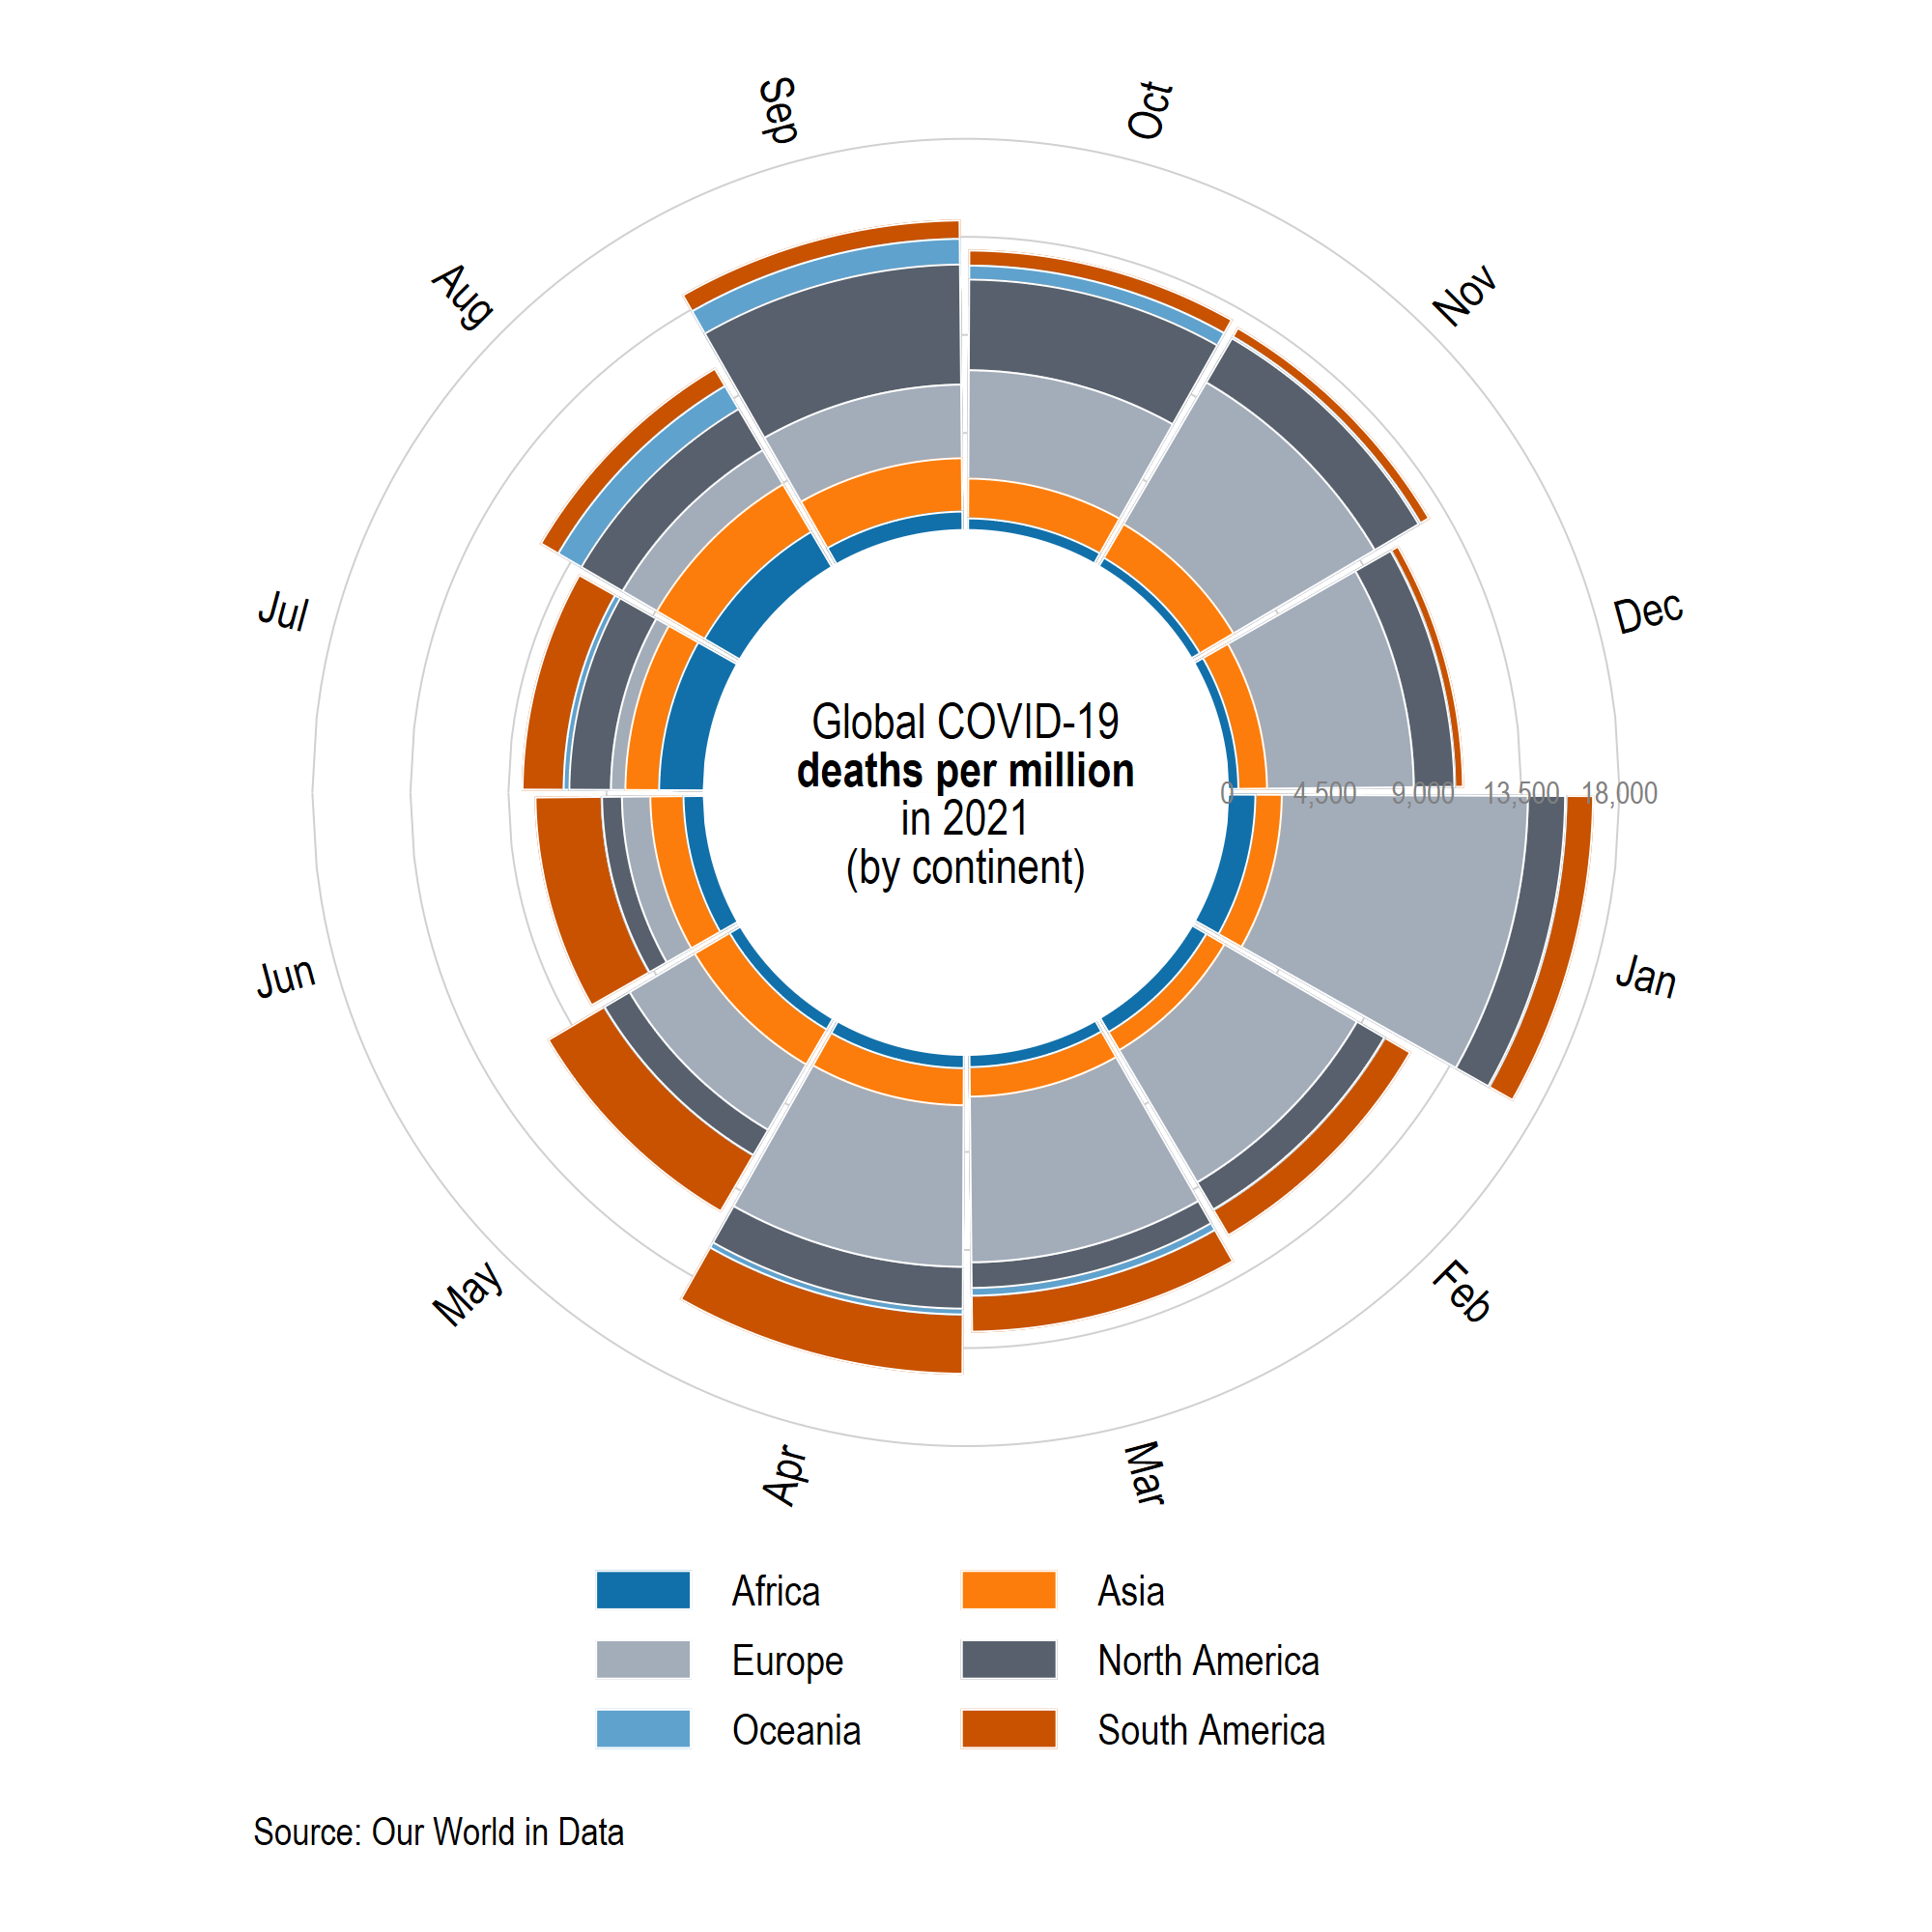 Sep
Oct
Aug
Nov
Jul
Dec
Global COVID-19
deaths per million
in 2021
(by continent)
0 4,500 9,000 13,500 18,000
Jun
Jan
May
Feb
Apr
Mar
Africa
Asia
Europe
North America
Oceania
South America
Source: Our World in Data